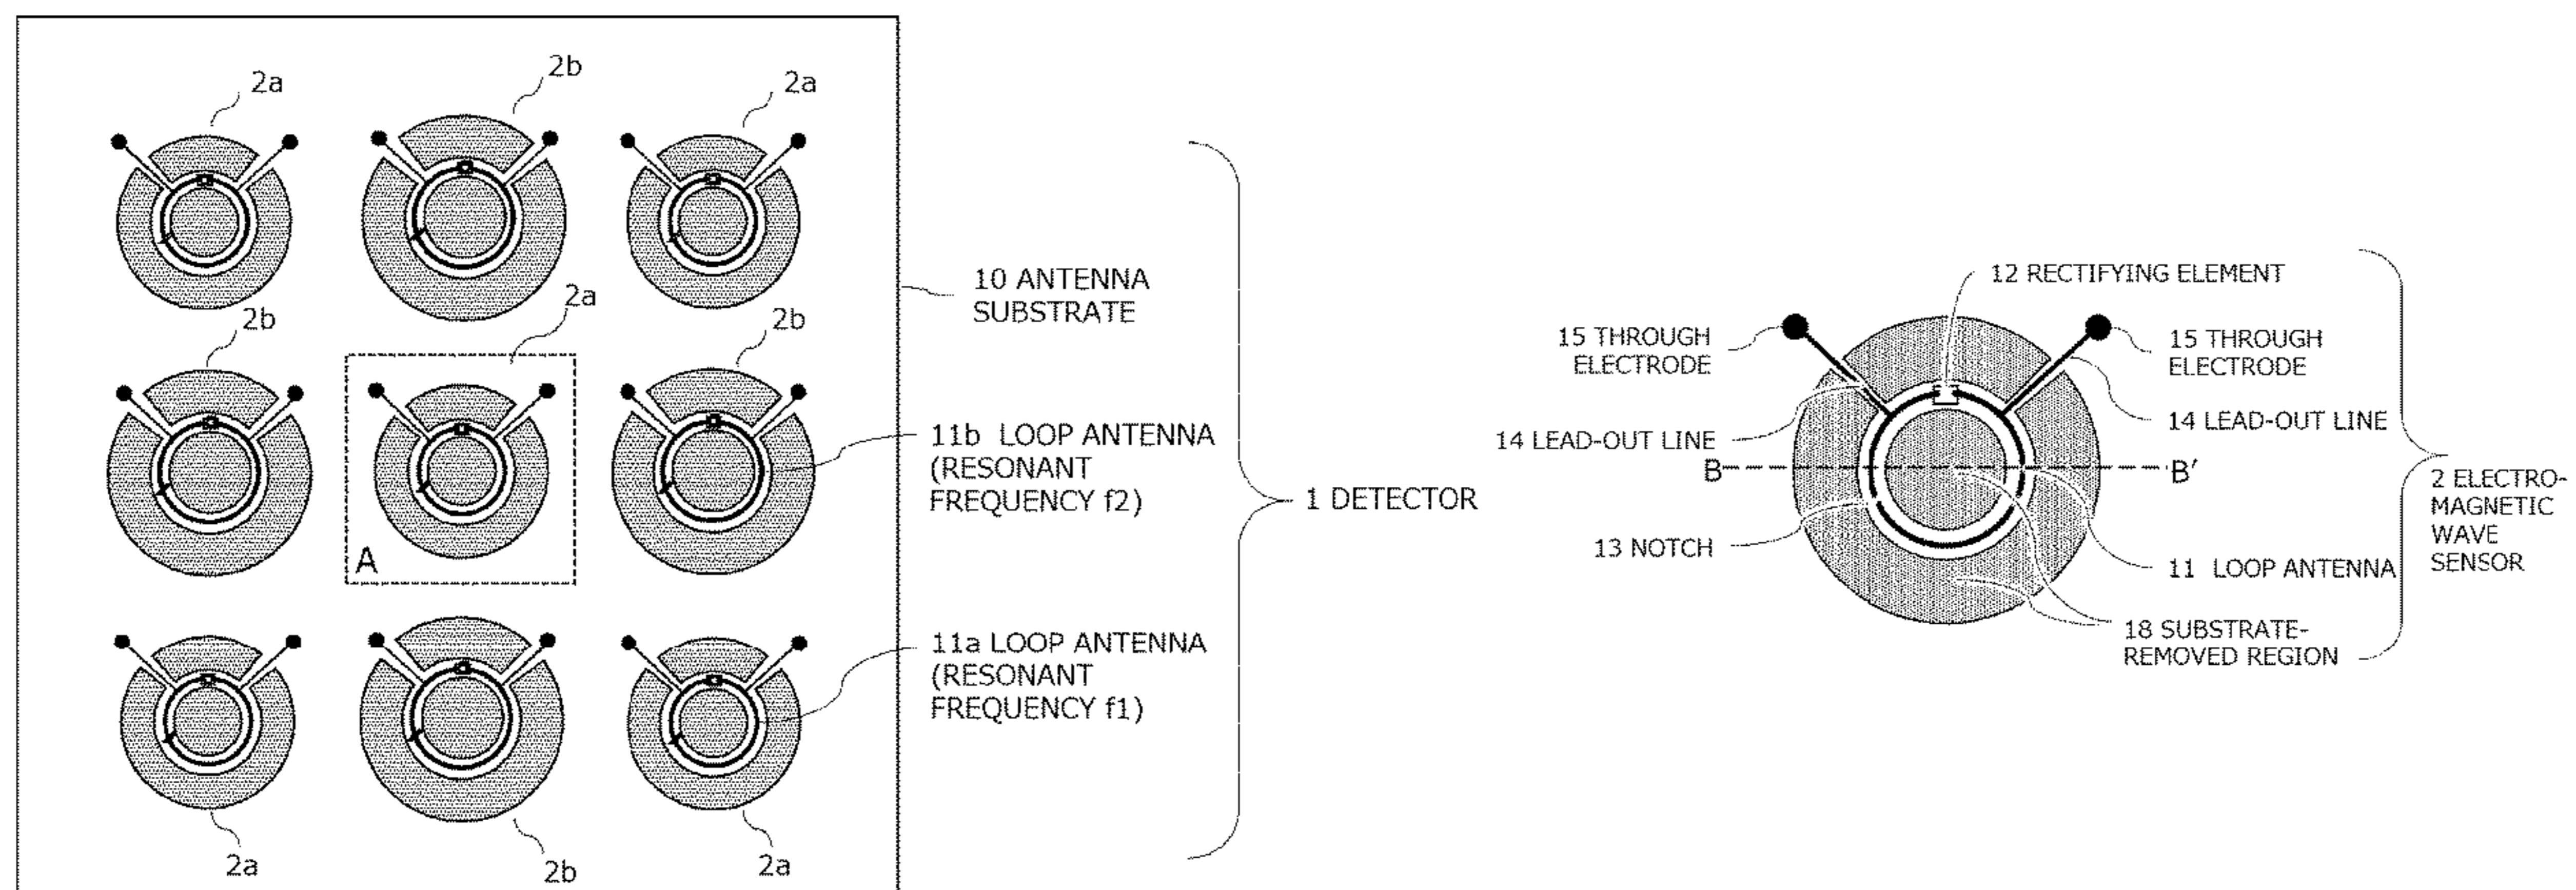 2a
2b
2a
10 ANTENNA
SUBSTRATE
2b
2a
2b
A
11b LOOP ANTENNA
(RESONANT
FREQUENCY f2)
11a LOOP ANTENNA
(RESONANT
FREQUENCY f1)
2a
2b
2a
1 DETECTOR
12 RECTIFYING ELEMENT
15 THROUGH
ELECTRODE
15 THROUGH
ELECTRODE
14 LEAD-OUT LINE
14 LEAD-OUT LINE
B
B'
13 NOTCH
11 LOOP ANTENNA
18 SUBSTRATE-
REMOVED REGION
2 ELECTRO-
MAGNETIC
WAVE
SENSOR